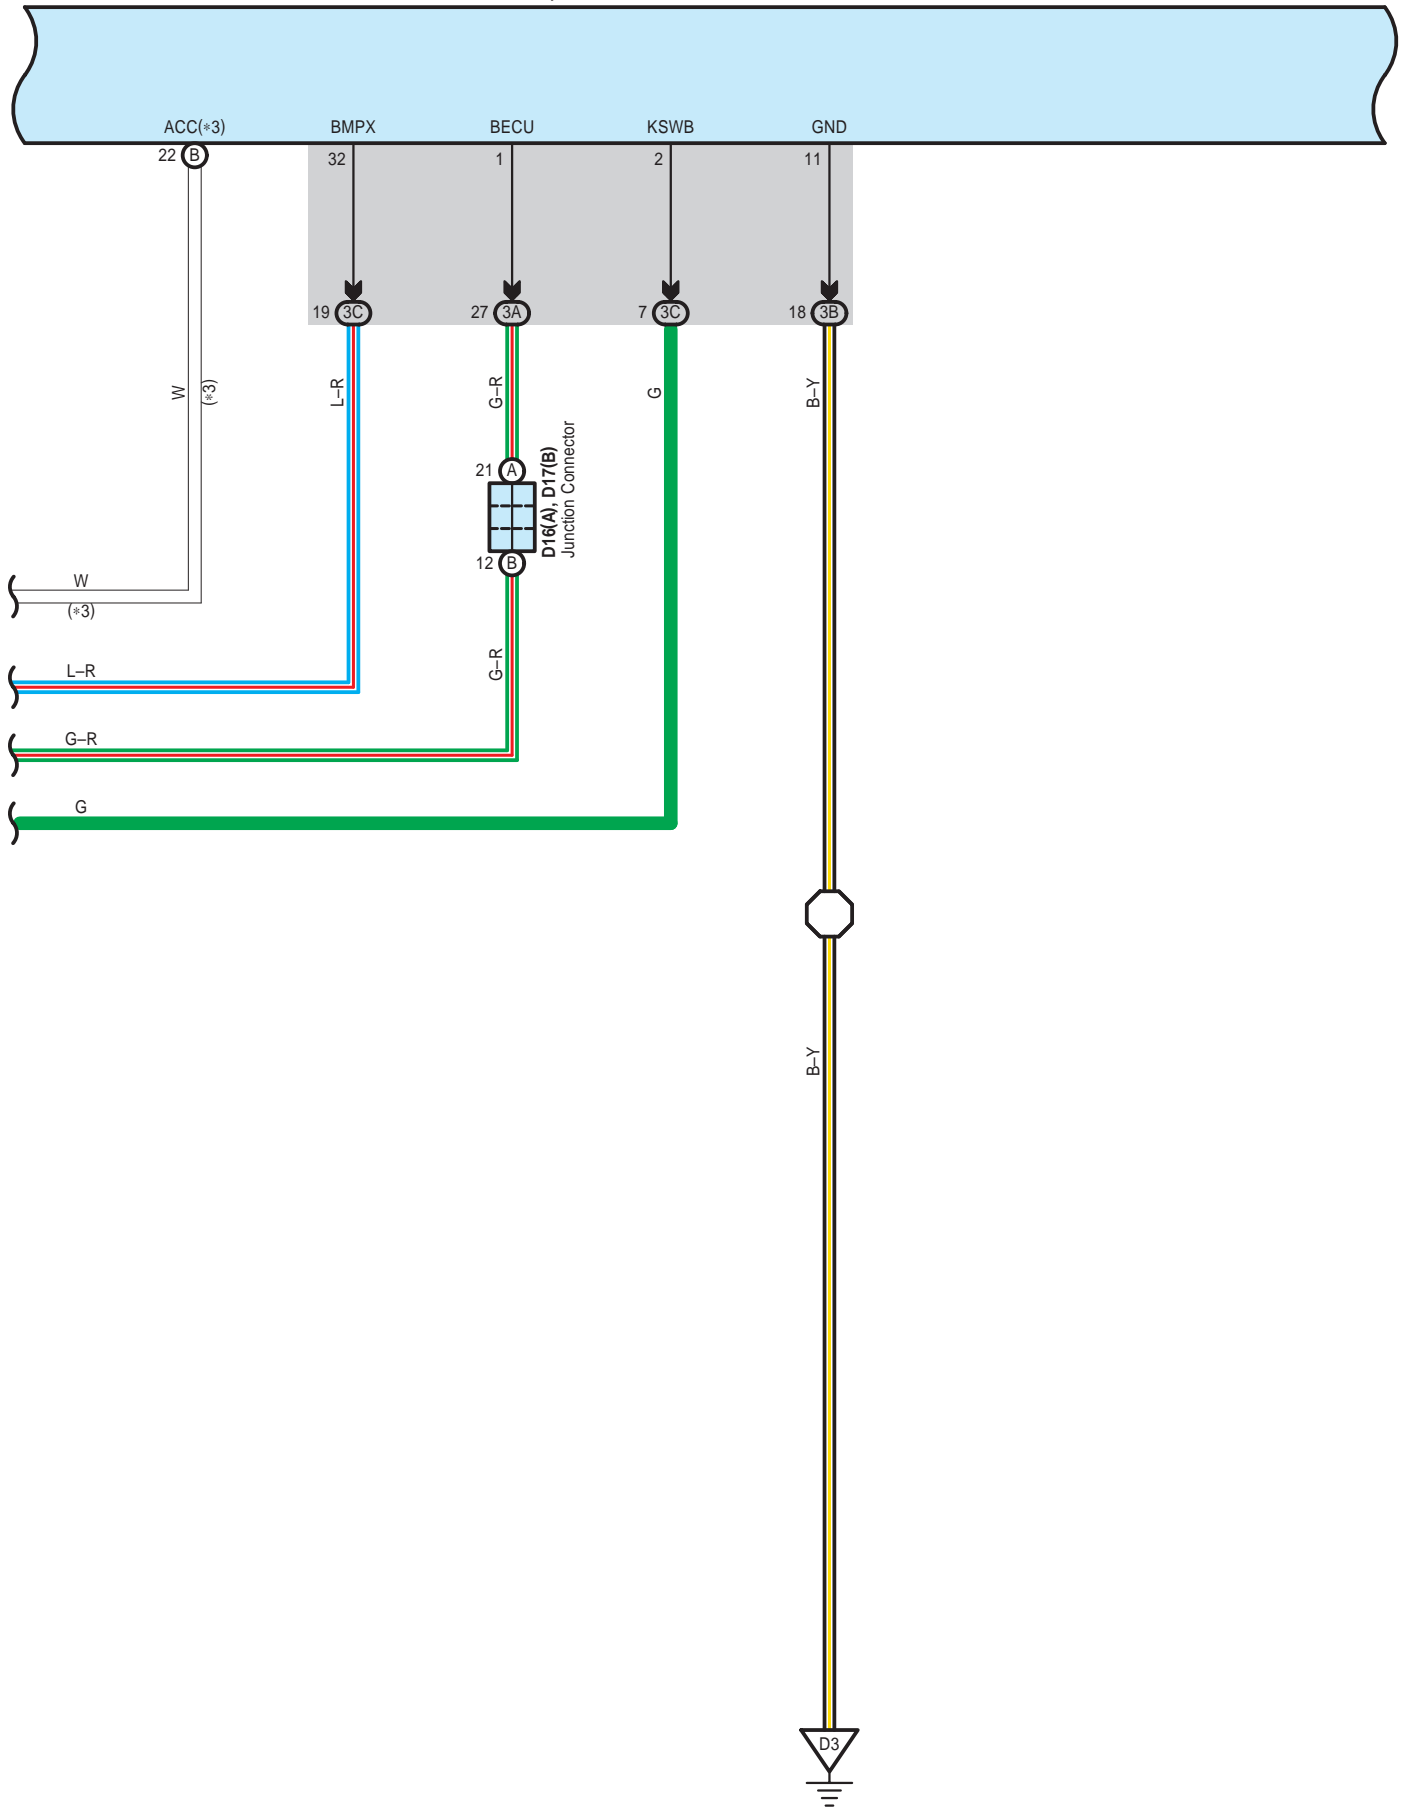 ACC(∗3) BMPX BECU KSWB GND
22 B 32 1 2 11
19 3C 27 3A 7 3C 18 3B
W
(∗3)
L–R
G–R
G
B–Y
21 A
D16(A), D17(B)
Junction Connector
12 B
W
(∗3)
G–R
L–R
G–R
G
B–Y
D3